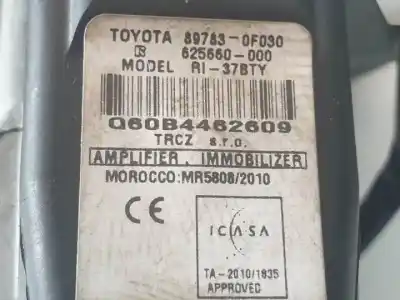 TOYOTA 89783-0F030
625660-000
MODEL RI-37BTY
Q60B4462609
TRCZ s.r.o.
AMPLIFIER, IMMOBILIZER
MOROCCO:MR5808/2010
CE
ICASA
TA-2010/1835
APPROVED